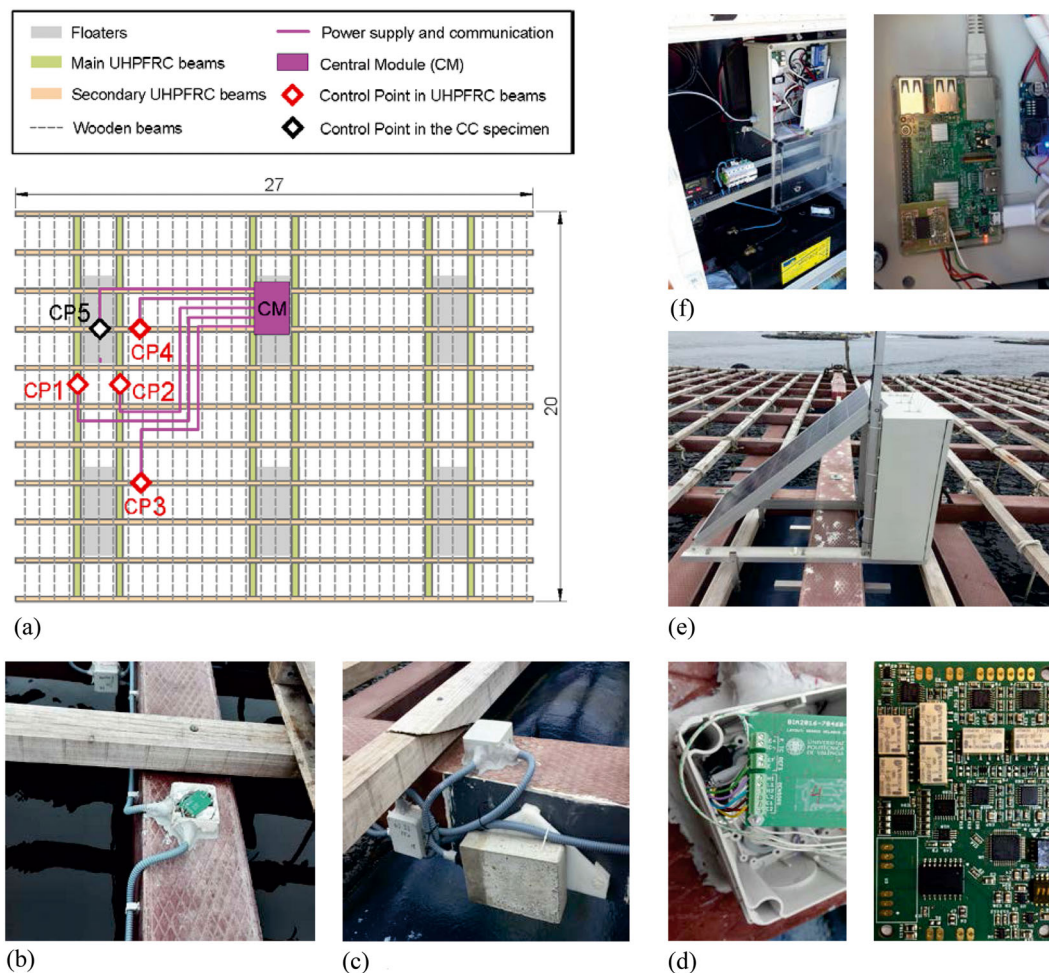 Floaters
Main UHPFRC beams
Secondary UHPFRC beams
Wooden beams
Power supply and communication
Central Module (CM)
Control Point in UHPFRC beams
Control Point in the CC specimen
27
20
CM
CP5
CP4
CP1
CP2
CP3
(a)
(f)
(e)
(b)
(c)
(d)